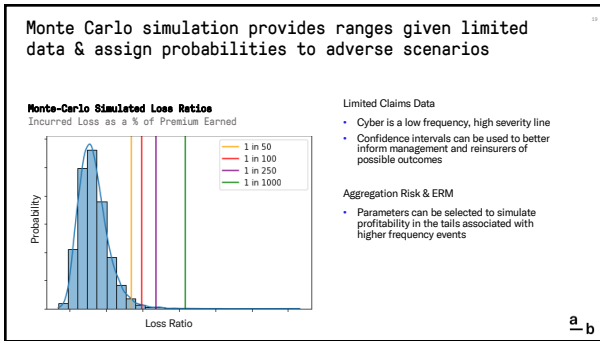 Monte Carlo simulation provides ranges given limited
data & assign probabilities to adverse scenarios
19
Monte-Carlo Simulated Loss Ratios
Incurred Loss as a % of Premium Earned
1 in 50
1 in 100
1 in 250
1 in 1000
Probability
Loss Ratio
Limited Claims Data
• Cyber is a low frequency, high severity line
• Confidence intervals can be used to better
inform management and reinsurers of
possible outcomes
Aggregation Risk & ERM
• Parameters can be selected to simulate
profitability in the tails associated with
higher frequency events
a
b